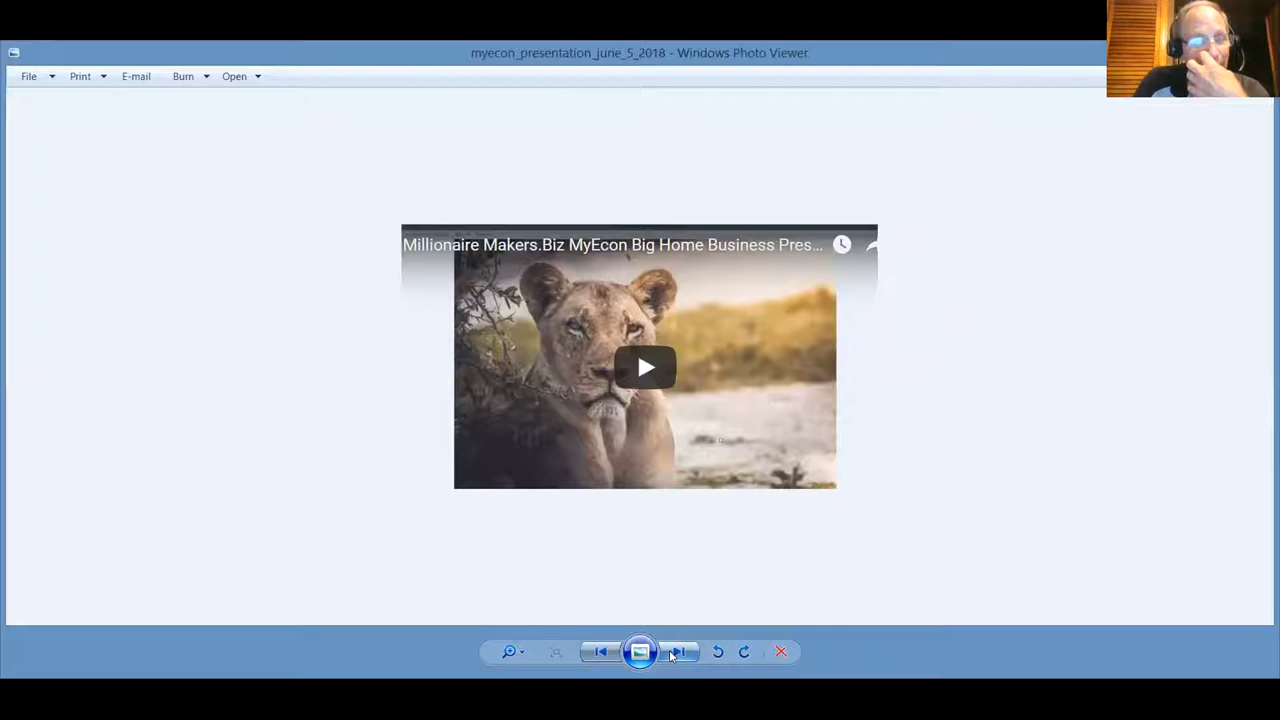 myecon_presentation_june_5_2018 - Windows Photo Viewer
File Print E-mail Burn Open
Millionaire Makers.Biz MyEcon Big Home Business Pres...